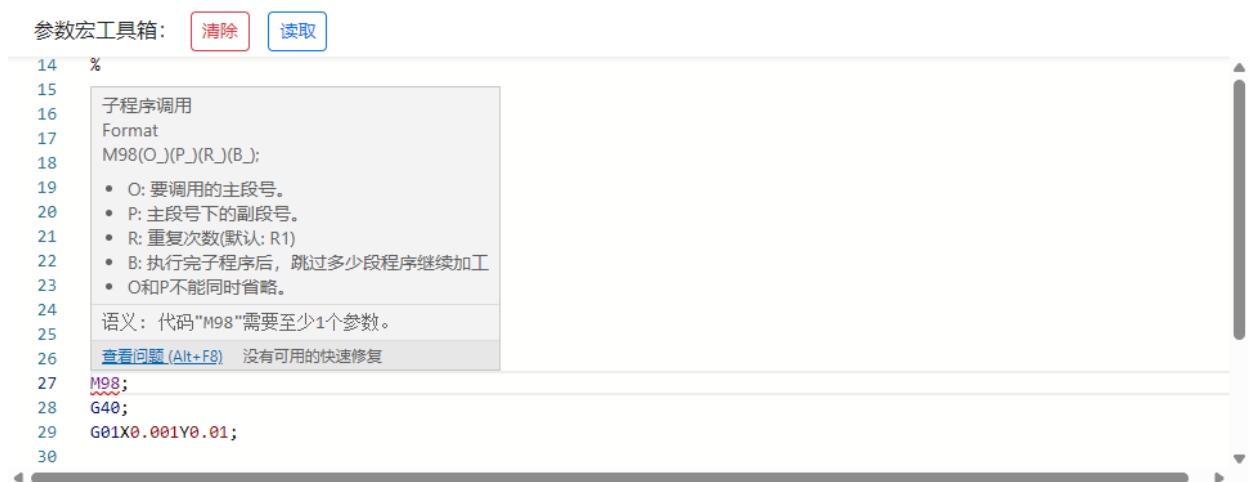 参数宏工具箱： 清除 读取
14 %
15
16
17
18
19
20
21
22
23
24
25
26
子程序调用
Format
M98(O_)(P_)(R_)(B_);
• O: 要调用的主段号。
• P: 主段号下的副段号。
• R: 重复次数(默认: R1)
• B: 执行完子程序后，跳过多少段程序继续加工
• O和P不能同时省略。
语义: 代码"M98"需要至少1个参数。
查看问题 (Alt+F8) 没有可用的快速修复
27 M98;
28 G40;
29 G01X0.001Y0.01;
30